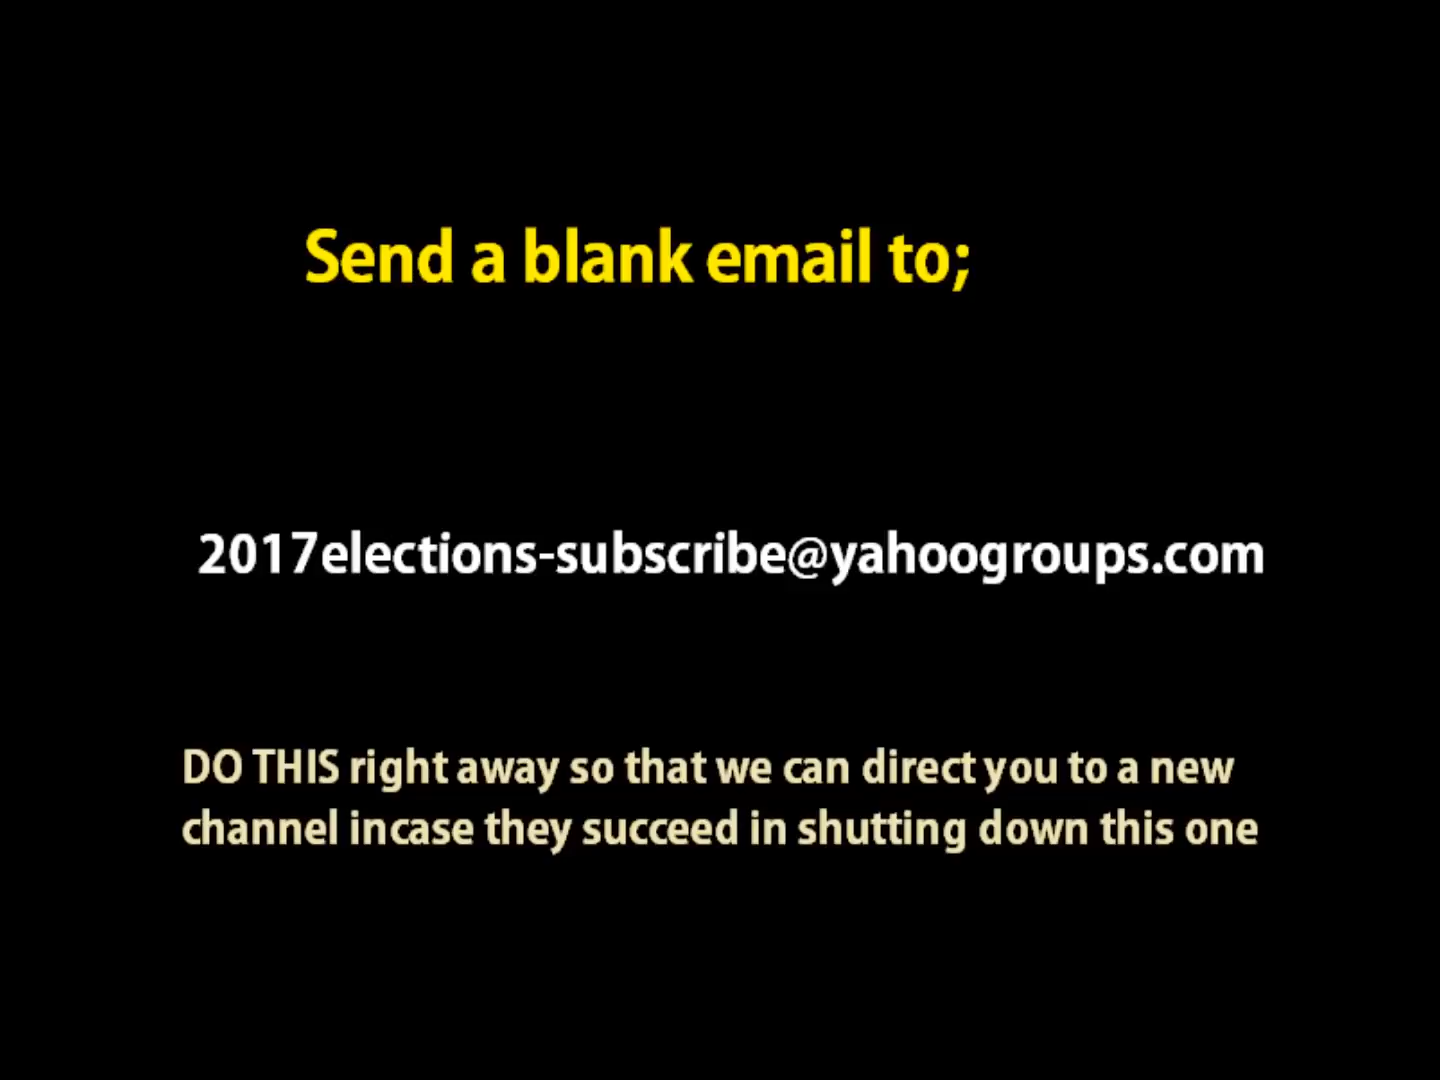 Send a blank email to;
2017elections-subscribe@yahoogroups.com
DO THIS right away so that we can direct you to a new
channel incase they succeed in shutting down this one